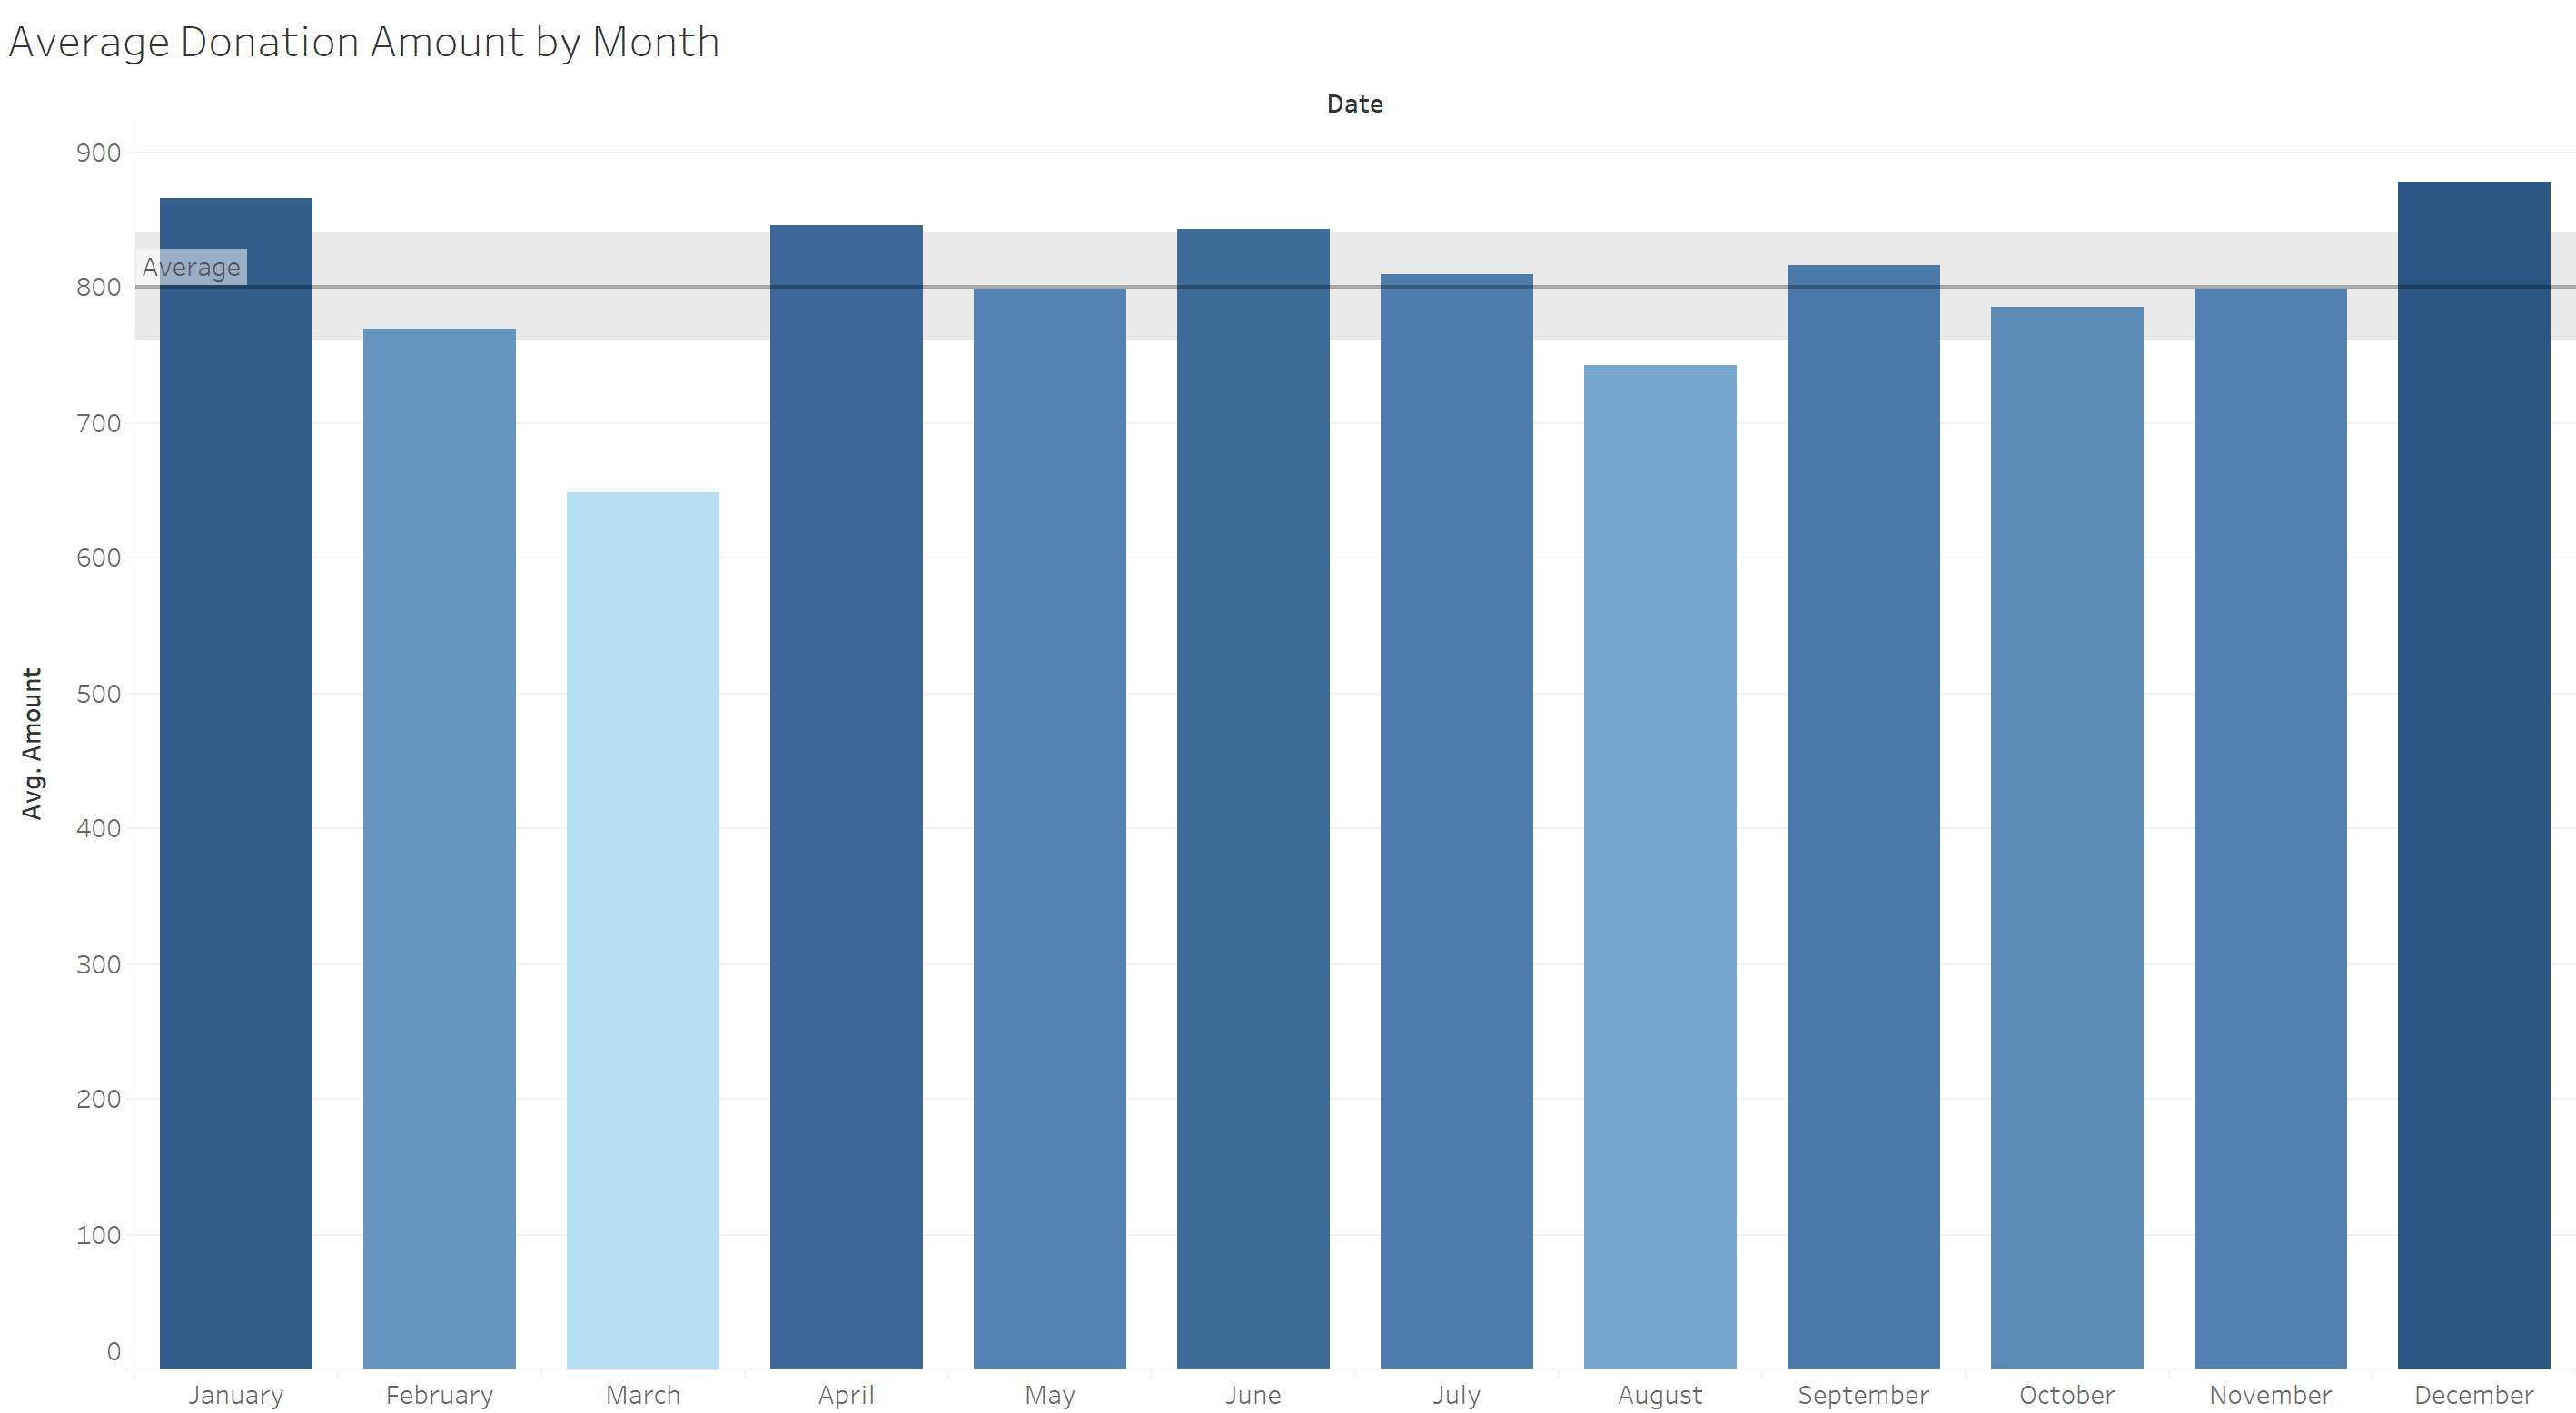 Average Donation Amount by Month
Date
900
Average
800
700
600
500
400
300
200
100
0
Avg. Amount
January February March April May June July August September October November December